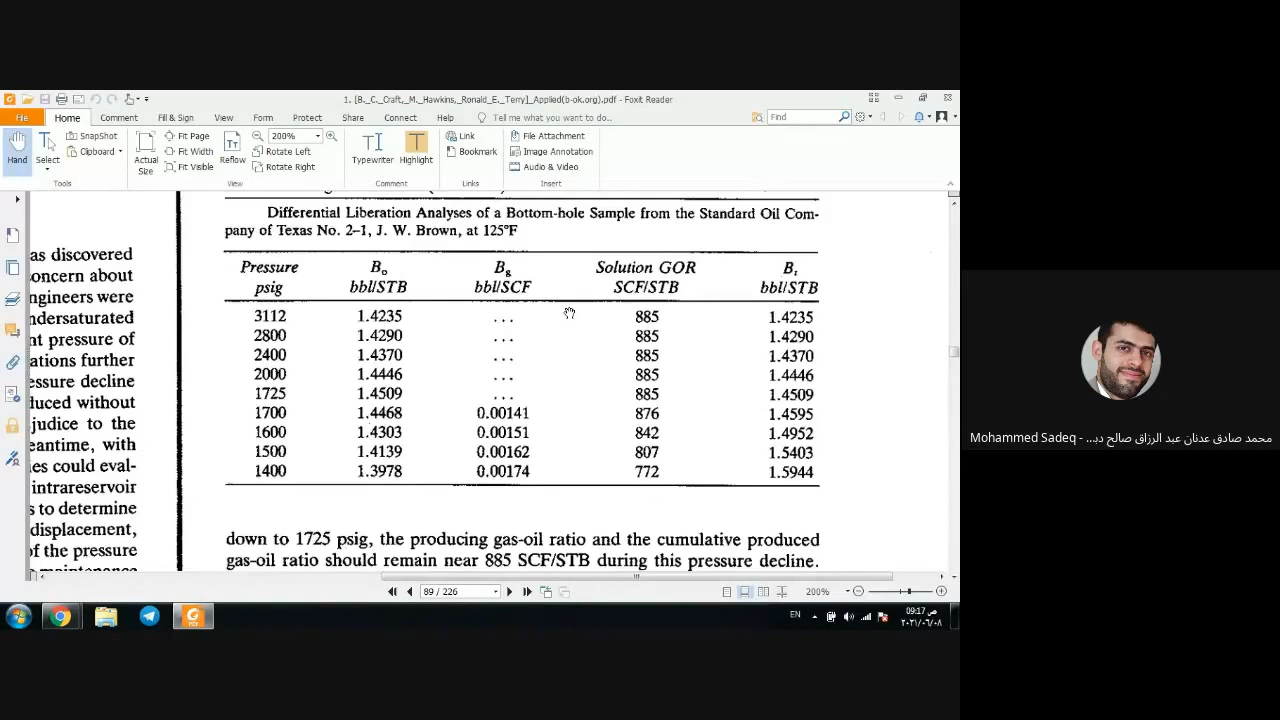 1. [B._C._Craft,_M._Hawkins,_Ronald_E._Terry]_Applied(b-ok.org).pdf - Foxit Reader
File Home Comment Fill & Sign View Form Protect Share Connect Help Tell me what you want to do.. Find
Hand Select SnapShot Clipboard Actual Size Fit Page Fit Width Fit Visible Reflow 200% Rotate Left Rotate Right Typewriter Highlight Link Bookmark File Attachment Image Annotation Audio & Video
Tools View Comment Links Insert
Differential Liberation Analyses of a Bottom-hole Sample from the Standard Oil Com-
pany of Texas No. 2–1, J. W. Brown, at 125°F
Pressure Bo Bg Solution GOR Bt
psig bbl/STB bbl/SCF SCF/STB bbl/STB
3112 1.4235 ... 885 1.4235
2800 1.4290 ... 885 1.4290
2400 1.4370 ... 885 1.4370
2000 1.4446 ... 885 1.4446
1725 1.4509 ... 885 1.4509
1700 1.4468 0.00141 876 1.4595
1600 1.4303 0.00151 842 1.4952
1500 1.4139 0.00162 807 1.5403
1400 1.3978 0.00174 772 1.5944
down to 1725 psig, the producing gas-oil ratio and the cumulative produced
gas-oil ratio should remain near 885 SCF/STB during this pressure decline.
as discovered
oncern about
ngineers were
ndersaturated
nt pressure of
ations further
essure decline
duced without
judice to the
eantime, with
ies could eval-
intrareservoir
s to determine
displacement,
of the pressure
89 / 226
200%
EN
09:17 ص
٢٠٢١/٠٦/٠٨
Mohammed Sadeq - محمد صادق عدنان عبد الرزاق صالح دبـ...